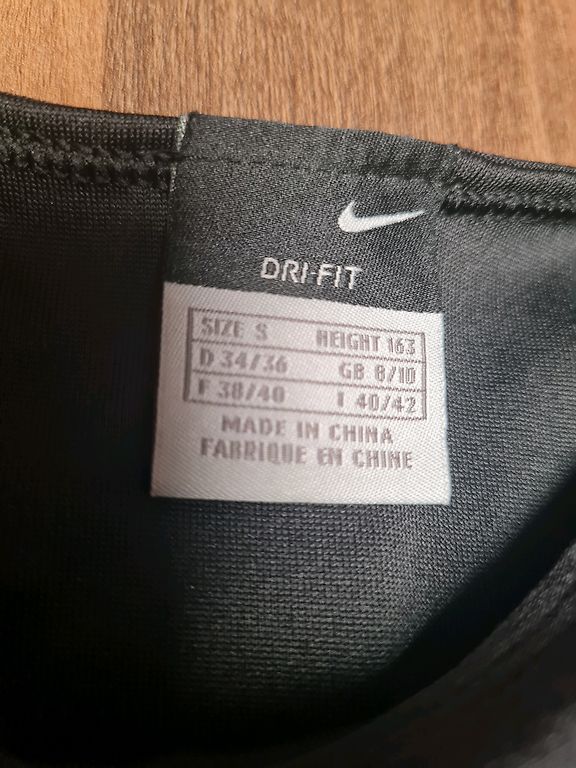 DRI-FIT
SIZE S HEIGHT 163
D 34/36 GB 8/10
F 38/40 I 40/42
MADE IN CHINA
FABRIQUE EN CHINE